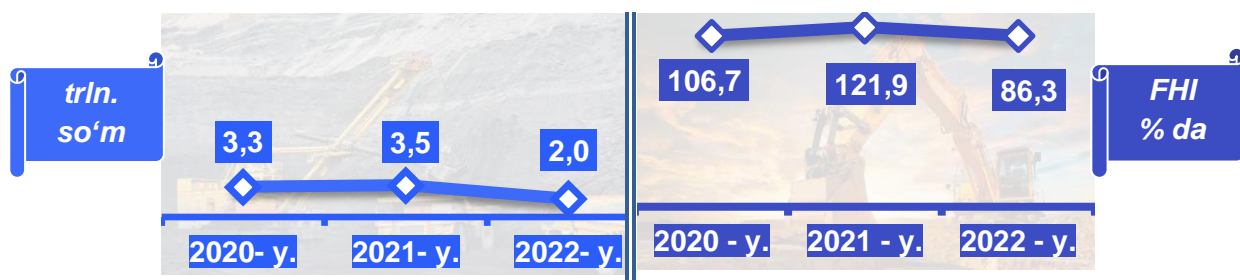 trln.
so‘m
3,3
3,5
2,0
2020- y.
2021- y.
2022- y.
106,7
121,9
86,3
2020 - y.
2021 - y.
2022 - y.
FHI
% da